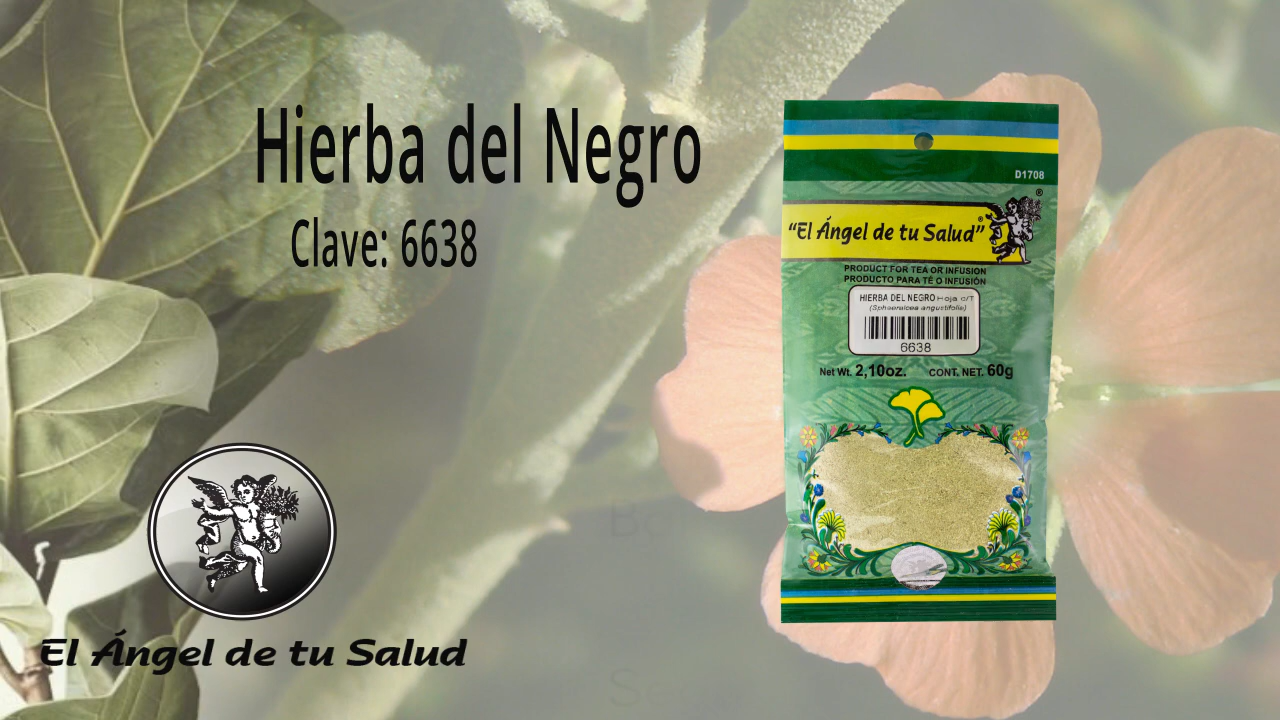 Hierba del Negro
Clave: 6638
D1708
"El Ángel de tu Salud"®
®
PRODUCT FOR TEA OR INFUSION
PRODUCTO PARA TÉ O INFUSIÓN
HIERBA DEL NEGRO Hoja c/T
(Sphaeralcea angustifolia)
6638
Net Wt. 2,10oz. CONT. NET. 60g
El Ángel de tu Salud